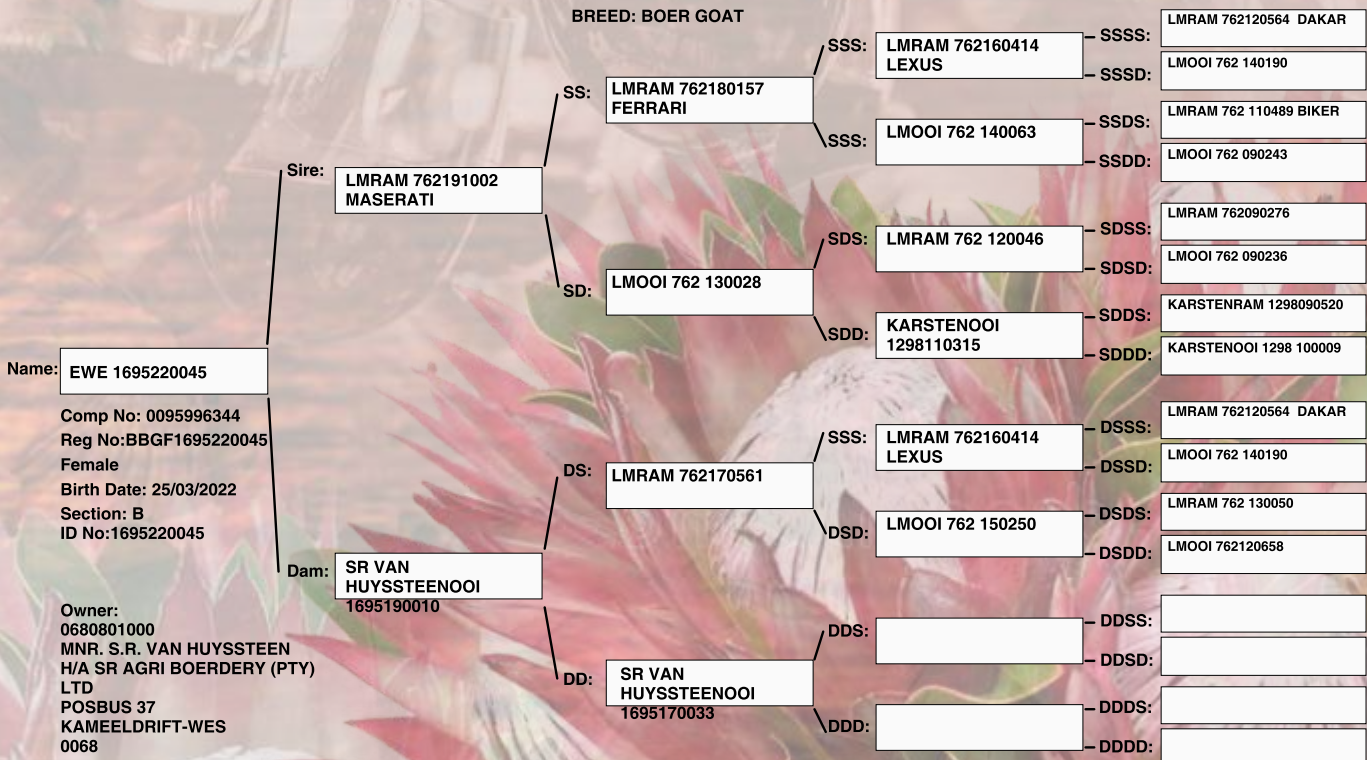 BREED: BOER GOAT
Name:
EWE 1695220045
Comp No: 0095996344
Reg No:BBGF1695220045
Female
Birth Date: 25/03/2022
Section: B
ID No:1695220045
Owner:
0680801000
MNR. S.R. VAN HUYSSTEEN
H/A SR AGRI BOERDERY (PTY)
LTD
POSBUS 37
KAMEELDRIFT-WES
0068
Sire:
LMRAM 762191002
MASERATI
Dam:
SR VAN
HUYSSTEENOOI
1695190010
SS:
LMRAM 762180157
FERRARI
SD:
LMOOI 762 130028
DS:
LMRAM 762170561
DD:
SR VAN
HUYSSTEENOOI
1695170033
SSS:
LMRAM 762160414
LEXUS
SSS:
LMOOI 762 140063
SDS:
LMRAM 762 120046
SDD:
KARSTENOOI
1298110315
SSS:
LMRAM 762160414
LEXUS
DSD:
LMOOI 762 150250
DDS:
DDD:
SSSS:
LMRAM 762120564 DAKAR
SSSD:
LMOOI 762 140190
SSDS:
LMRAM 762 110489 BIKER
SSDD:
LMOOI 762 090243
SDSS:
LMRAM 762090276
SDSD:
LMOOI 762 090236
SDDS:
KARSTENRAM 1298090520
SDDD:
KARSTENOOI 1298 100009
DSSS:
LMRAM 762120564 DAKAR
DSSD:
LMOOI 762 140190
DSDS:
LMRAM 762 130050
DSDD:
LMOOI 762120658
DDSS:
DDSD:
DDDS:
DDDD: